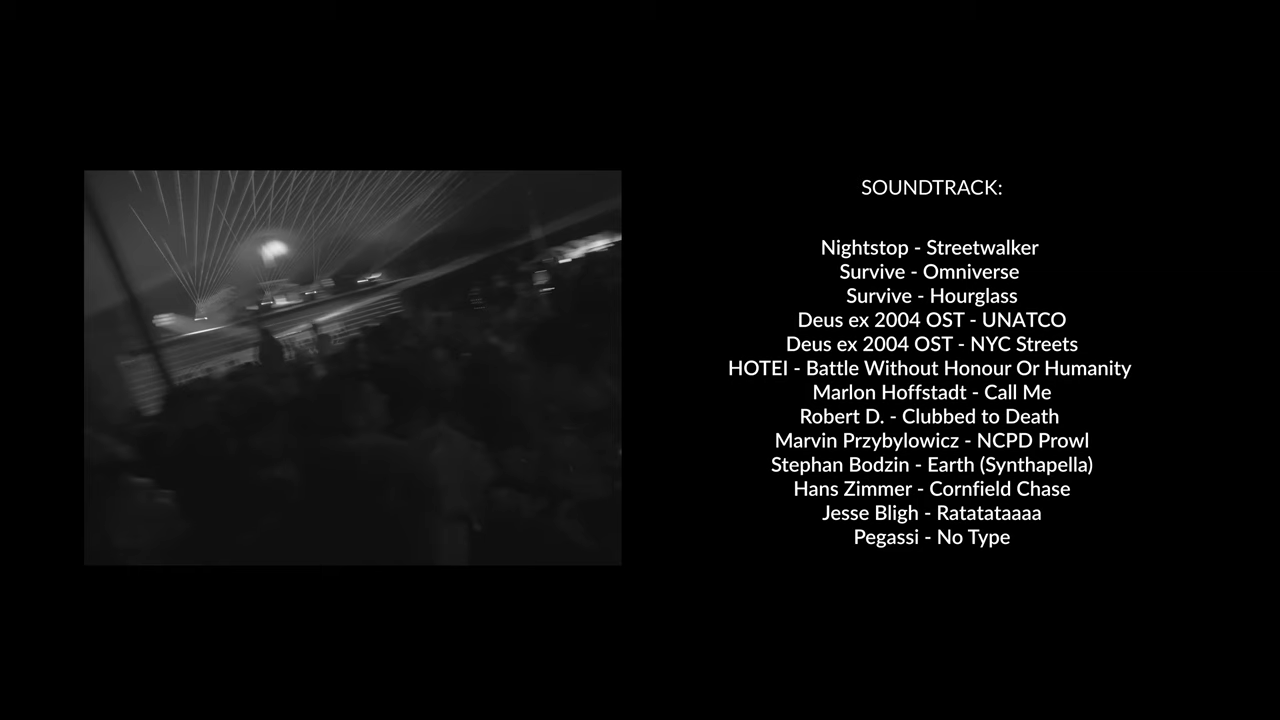 SOUNDTRACK:
Nightstop - Streetwalker
Survive - Omniverse
Survive - Hourglass
Deus ex 2004 OST - UNATCO
Deus ex 2004 OST - NYC Streets
HOTEI - Battle Without Honour Or Humanity
Marlon Hoffstadt - Call Me
Robert D. - Clubbed to Death
Marvin Przybylowicz - NCPD Prowl
Stephan Bodzin - Earth (Synthapella)
Hans Zimmer - Cornfield Chase
Jesse Bligh - Ratatataaaa
Pegassi - No Type